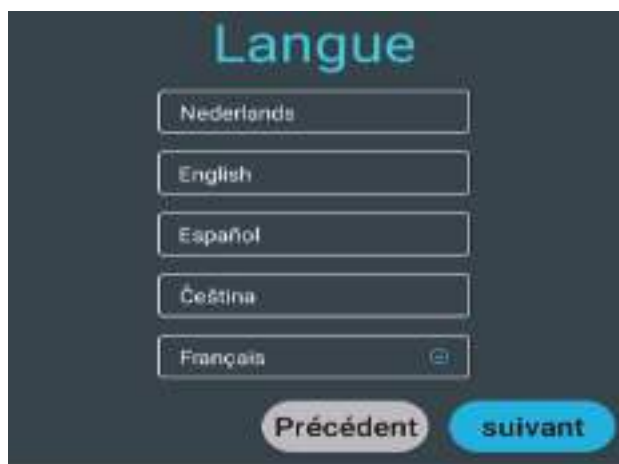 Langue
Nederlands
English
Español
Čeština
Français
Précédent suivant